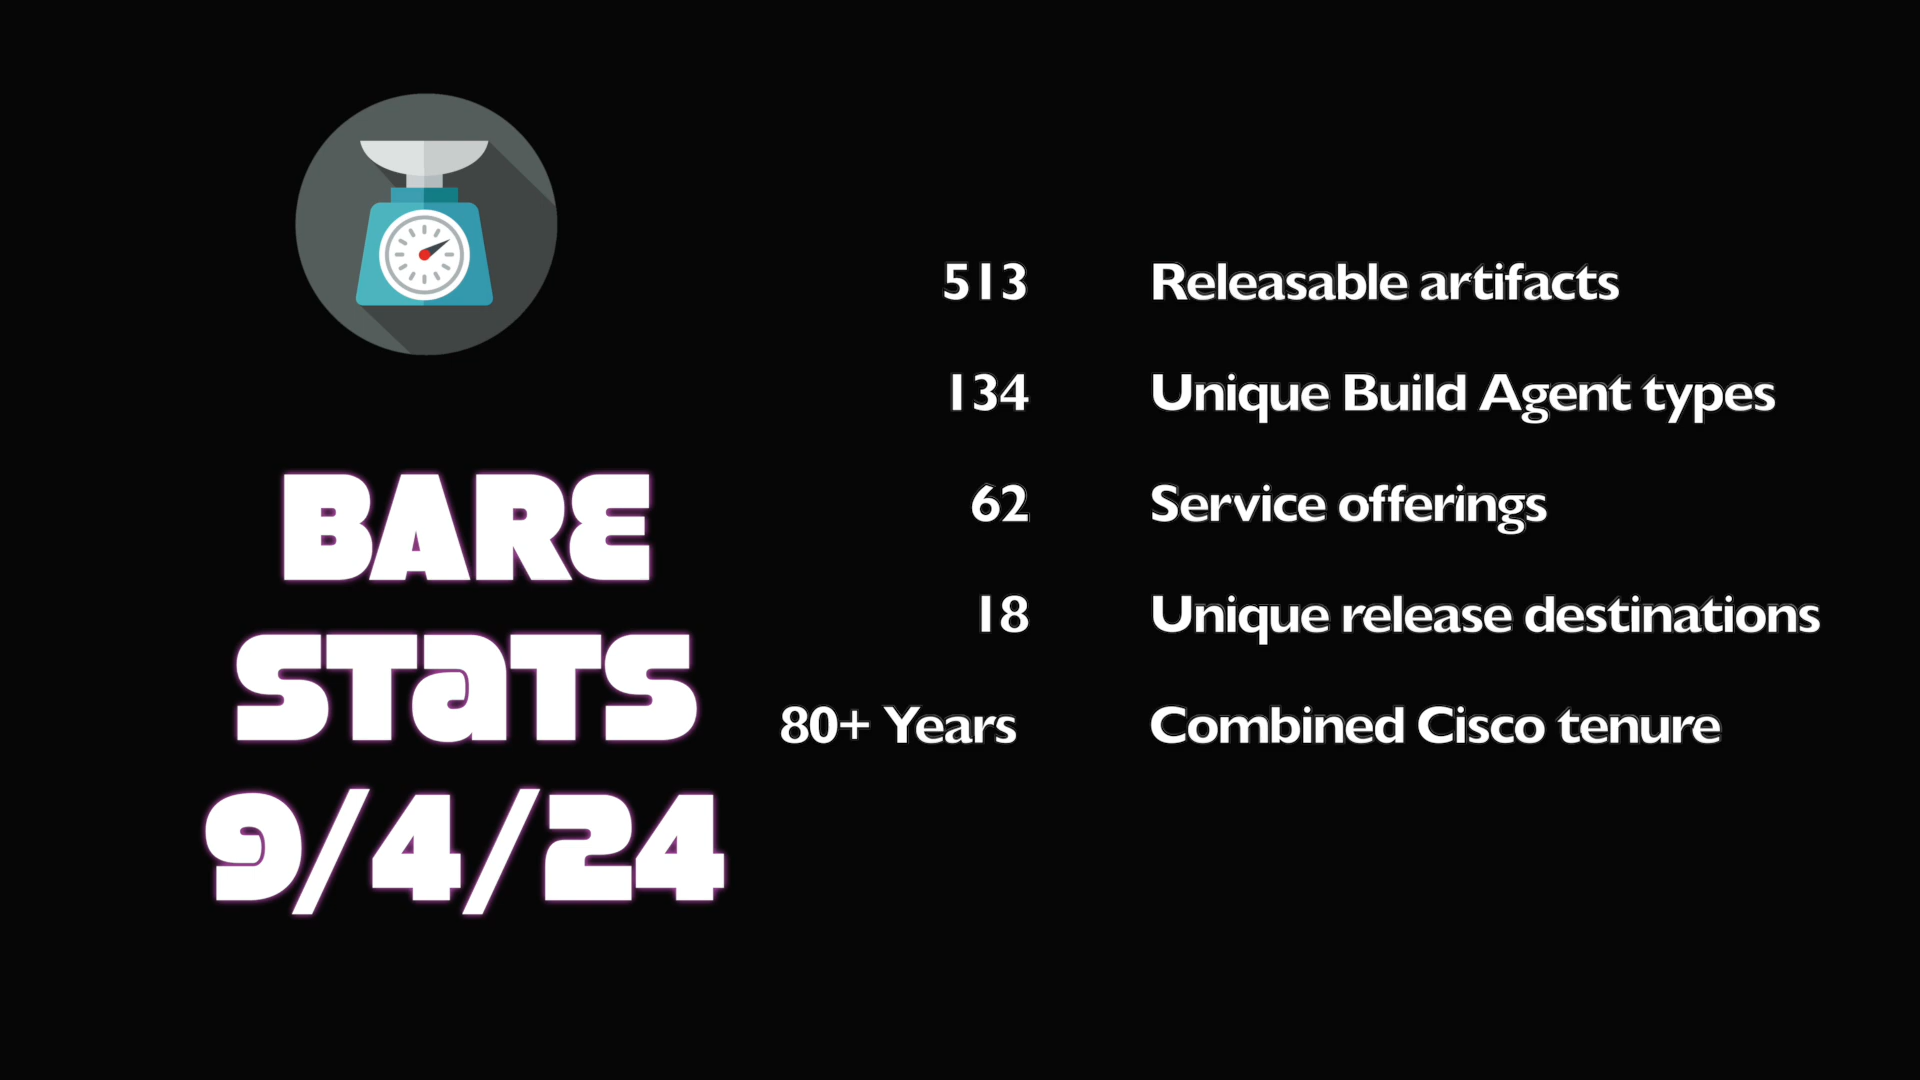 BARE
STATS
9/4/24
513 Releasable artifacts
134 Unique Build Agent types
62 Service offerings
18 Unique release destinations
80+ Years Combined Cisco tenure